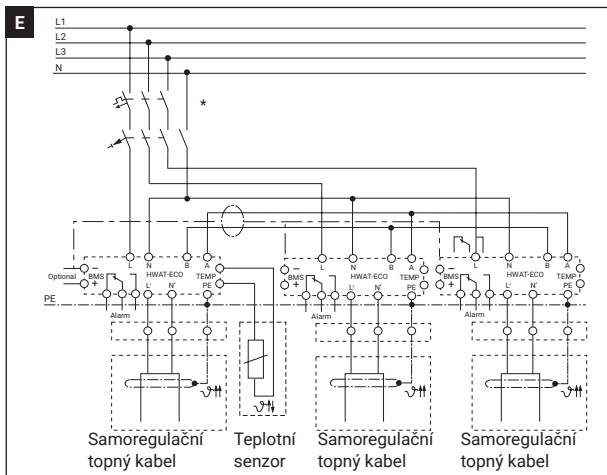 E
L1
L2
L3
N
*
L N B A
L N B A
L N B A
Optional
− BMS +
HWAT-ECO
TEMP
− BMS +
HWAT-ECO
TEMP
− BMS +
HWAT-ECO
TEMP
L' N' PE
L' N' PE
L' N' PE
PE
Alarm
Alarm
Alarm
ϑ
ϑ
ϑ
ϑ
Samoregulační
topný kabel
Teplotní
senzor
Samoregulační
topný kabel
Samoregulační
topný kabel